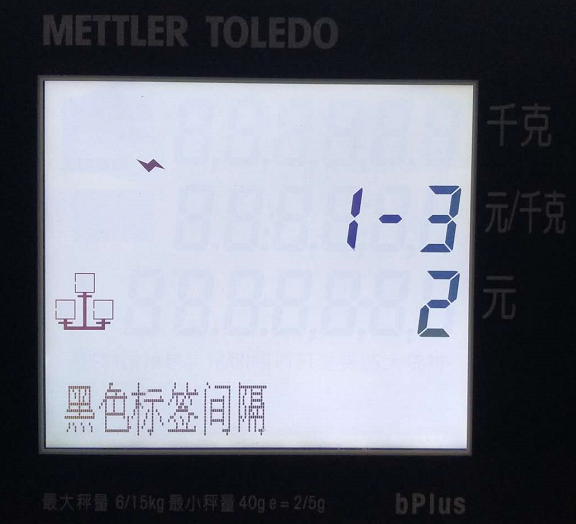 METTLER TOLEDO
千克
1-3 元/千克
2 元
黑色标签间隔
最大秤量 6/15kg 最小秤量 40g e = 2/5g
bPlus